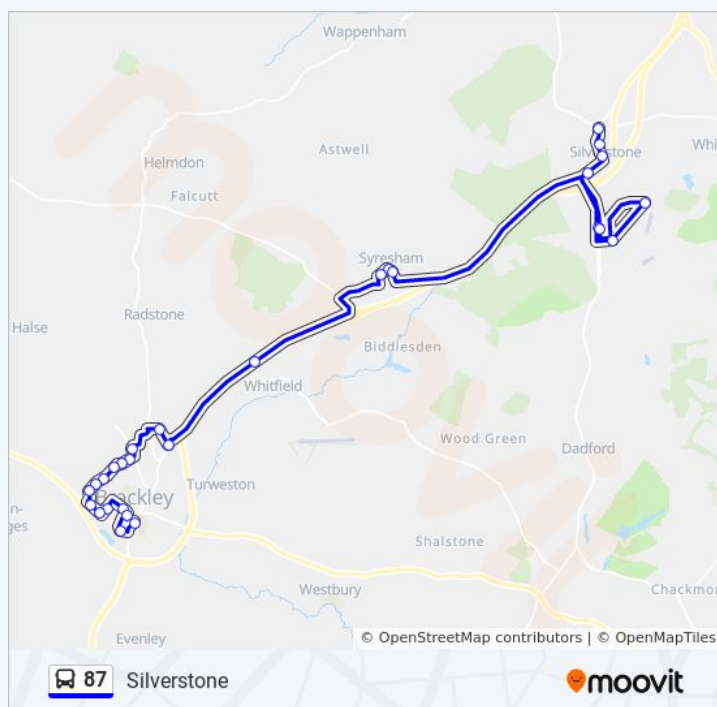 Wappenham
Astwell
Silverstone
Whi
Helmdon
Falcutt
Syresham
Radstone
Halse
Biddlesden
Whitfield
Wood Green
Dadford
Turweston
Brackley
n-
ges
Shalstone
Westbury
Chackmor
Evenley
© OpenStreetMap contributors | © OpenMapTiles
87 Silverstone
moovit